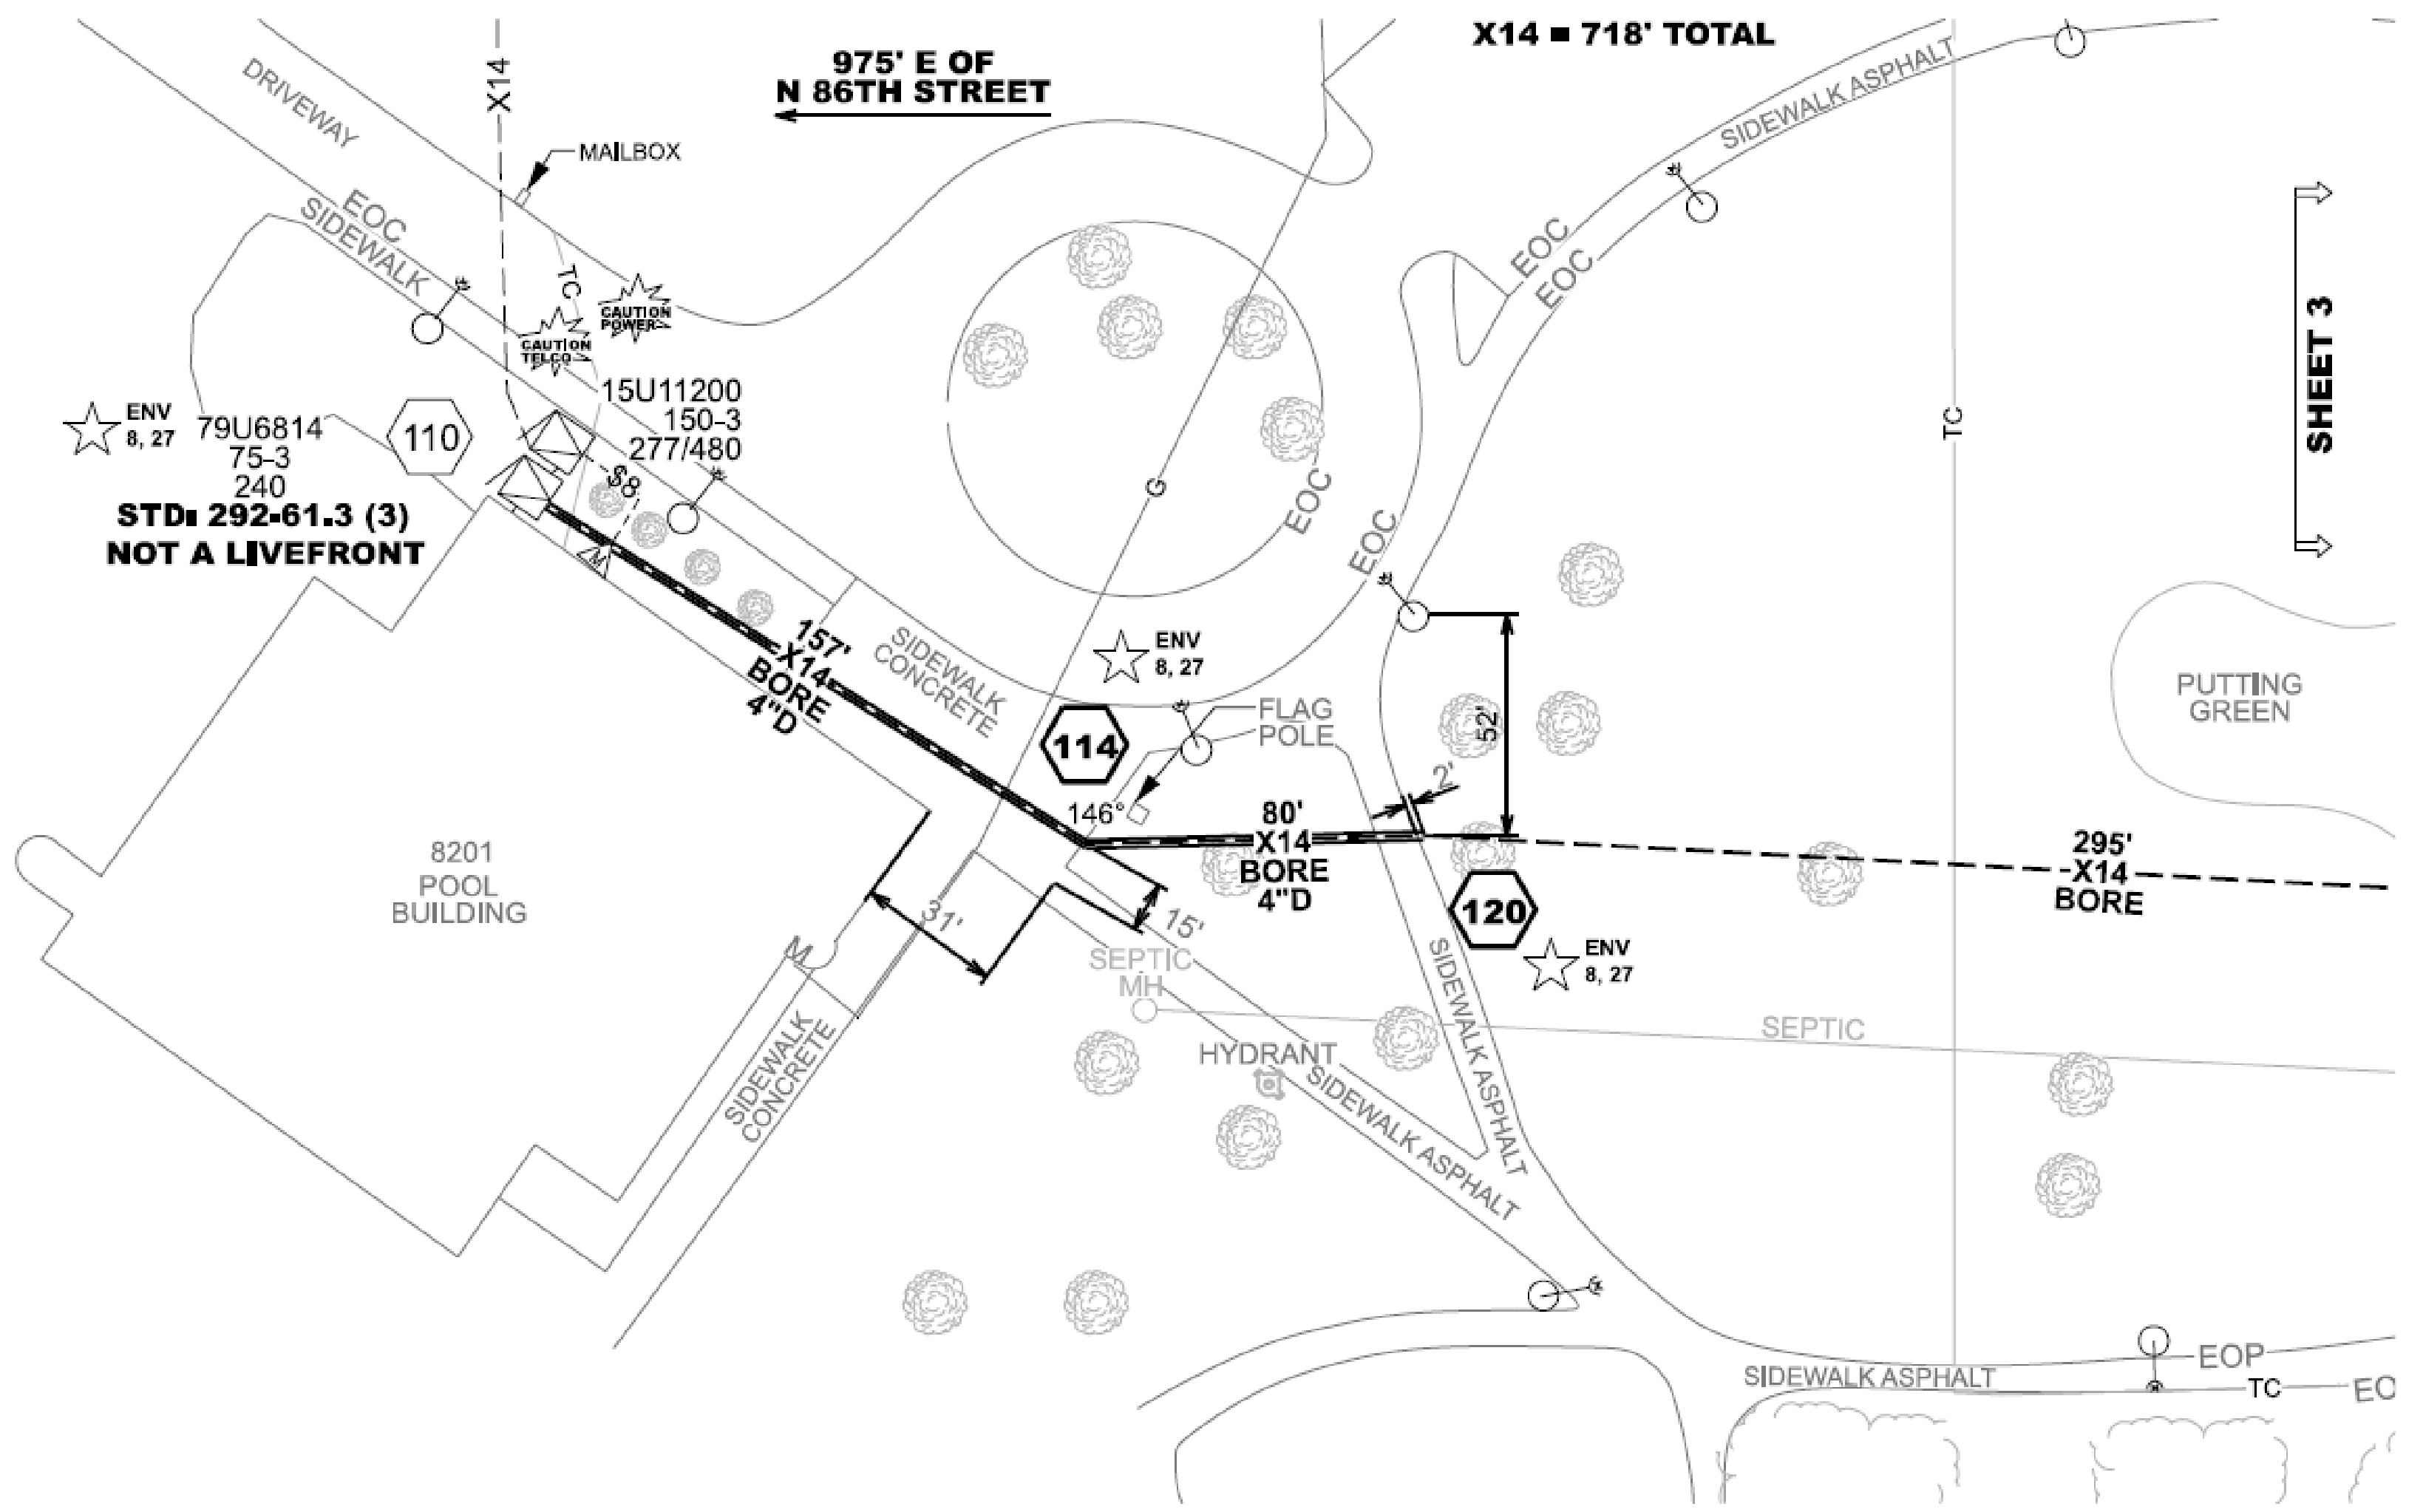 X14 = 718' TOTAL
975' E OF
N 86TH STREET
X14
DRIVEWAY
MAILBOX
SIDEWALK ASPHALT
EOC
SIDEWALK
TC
CAUTION
POWER
CAUTION
TELCO
EOC
EOC
SHEET 3
ENV
8, 27
79U6814
75-3
240
STD: 292-61.3 (3)
NOT A LIVEFRONT
110
15U11200
150-3
277/480
S8
M
TC
G
EOC
EOC
157'
X14
BORE
4"D
SIDEWALK
CONCRETE
ENV
8, 27
114
FLAG
POLE
52'
2'
146°
80'
X14
BORE
4"D
PUTTING
GREEN
295'
X14
BORE
120
ENV
8, 27
8201
POOL
BUILDING
31'
15'
M
SEPTIC
MH
SEPTIC
HYDRANT
SIDEWALK
CONCRETE
SIDEWALK ASPHALT
SIDEWALK ASPHALT
EOP
SIDEWALK ASPHALT
TC
EO